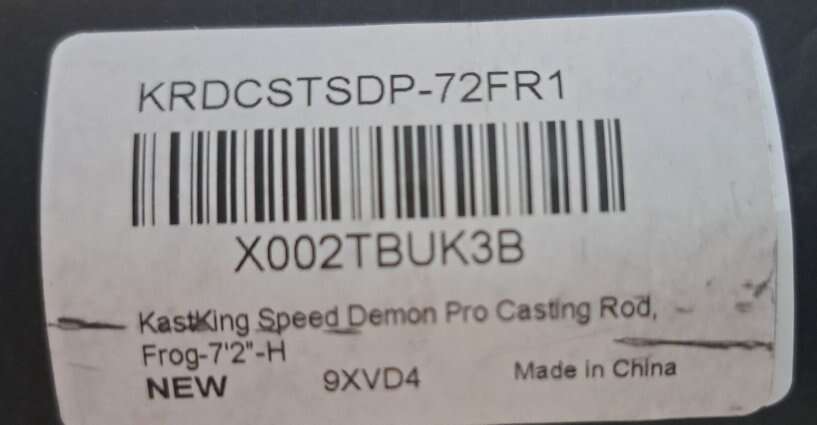 KRDCSTSDP-72FR1
X002TBUK3B
KastKing Speed Demon Pro Casting Rod,
Frog-7'2"-H
NEW 9XVD4 Made in China